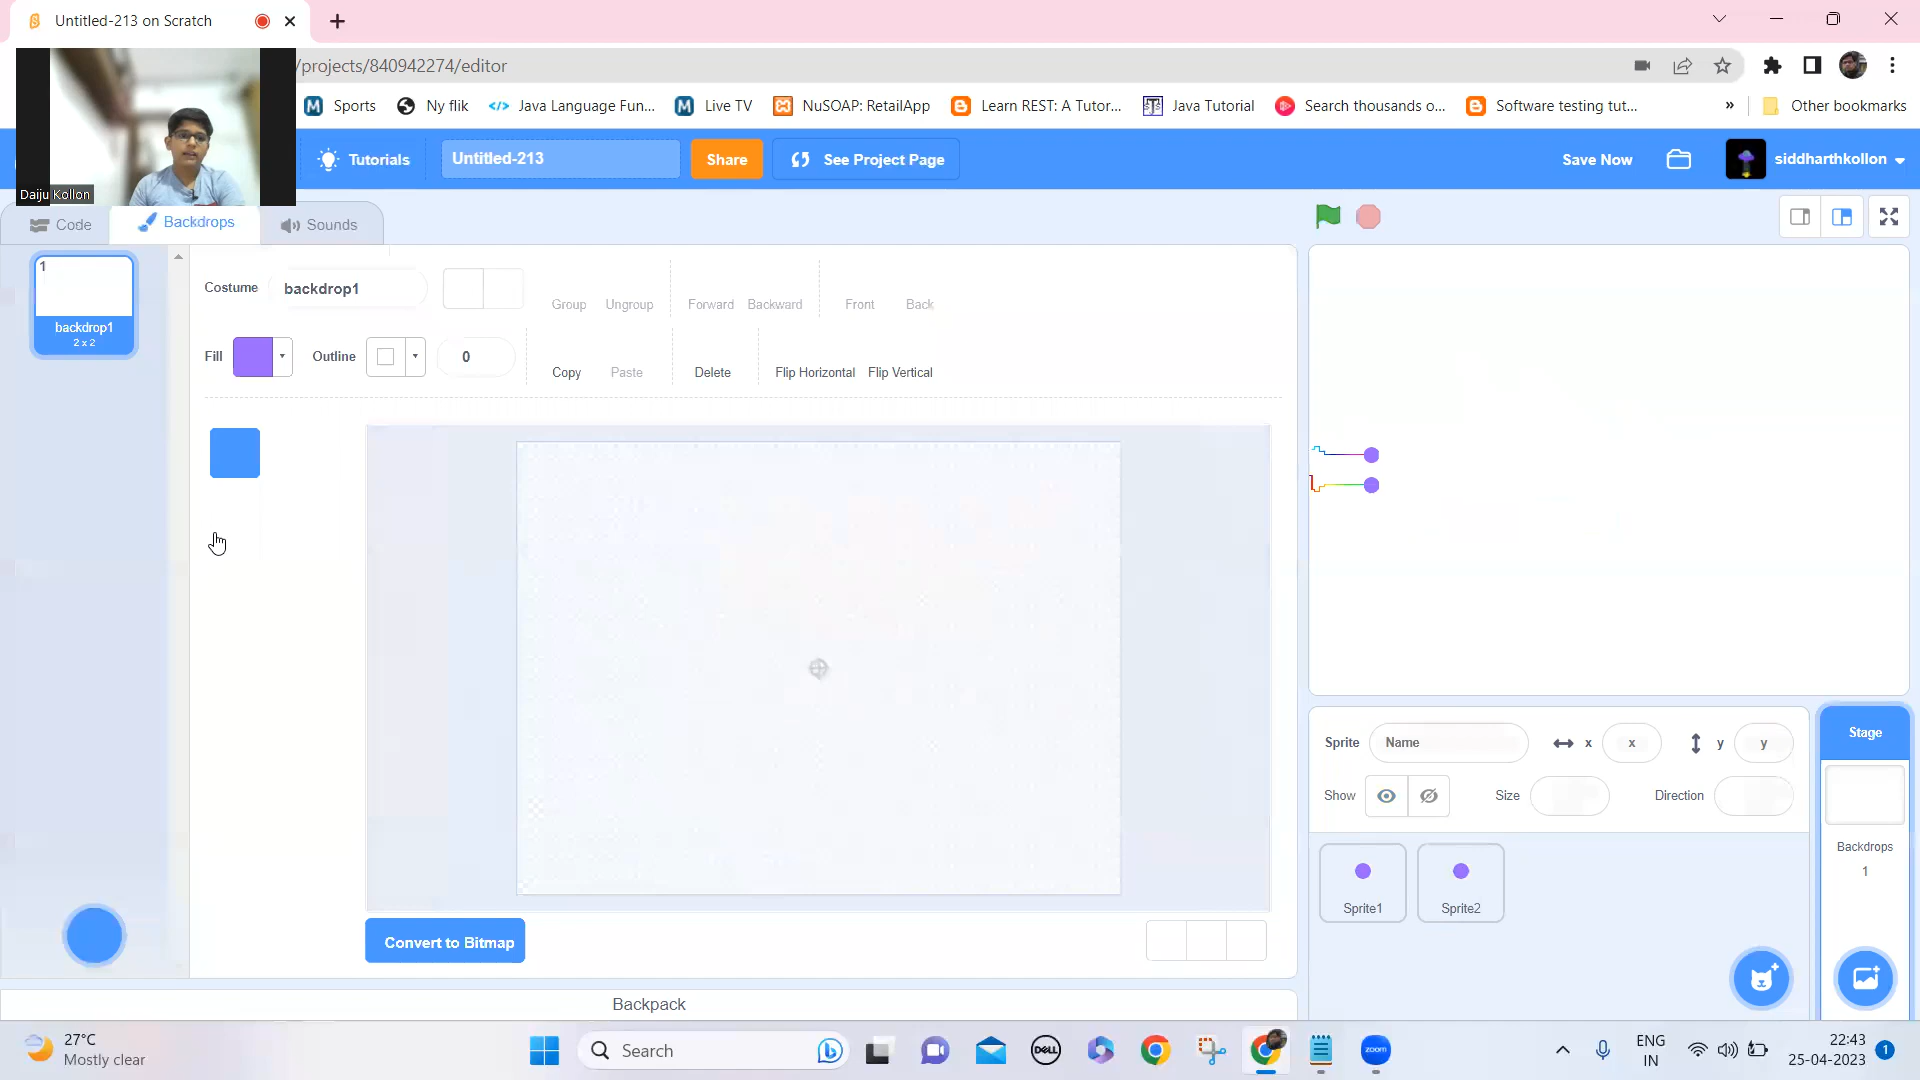 Untitled-213 on Scratch
/projects/840942274/editor
Sports
Ny flik
Java Language Fun...
Live TV
NuSOAP: RetailApp
Learn REST: A Tutor...
Java Tutorial
Search thousands o...
Software testing tut...
»
Other bookmarks
Daiju Kollon
Tutorials
Untitled-213
Share
See Project Page
Save Now
siddharthkollon
Code
Backdrops
Sounds
1
backdrop1
2 x 2
Costume
backdrop1
Group
Ungroup
Forward
Backward
Front
Back
Fill
Outline
0
Copy
Paste
Delete
Flip Horizontal
Flip Vertical
Convert to Bitmap
Backpack
Sprite
Name
x
x
y
y
Show
Size
Direction
Sprite1
Sprite2
Stage
Backdrops
1
27°C
Mostly clear
Search
DELL
zoom
ENG
IN
22:43
25-04-2023
1